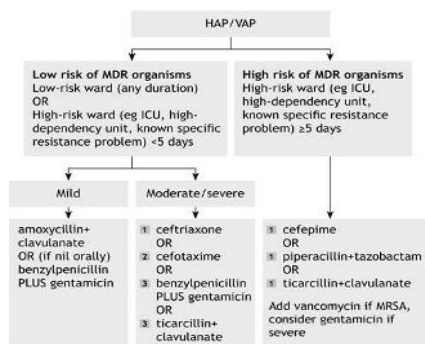 HAP/VAP
Low risk of MDR organisms
Low-risk ward (any duration)
OR
High-risk ward (eg ICU, high-
dependency unit, known specific
resistance problem) <5 days
High risk of MDR organisms
High-risk ward (eg ICU,
high-dependency unit,
known specific resistance
problem) ≥5 days
Mild
Moderate/severe
amoxycillin+
clavulanate
OR (if nil orally)
benzylpenicillin
PLUS gentamicin
1 ceftriaxone
OR
2 cefotaxime
OR
3 benzylpenicillin
PLUS gentamicin
OR
3 ticarcillin+
clavulanate
1 cefepime
OR
1 piperacillin+tazobactam
OR
1 ticarcillin+clavulanate
Add vancomycin if MRSA,
consider gentamicin if
severe